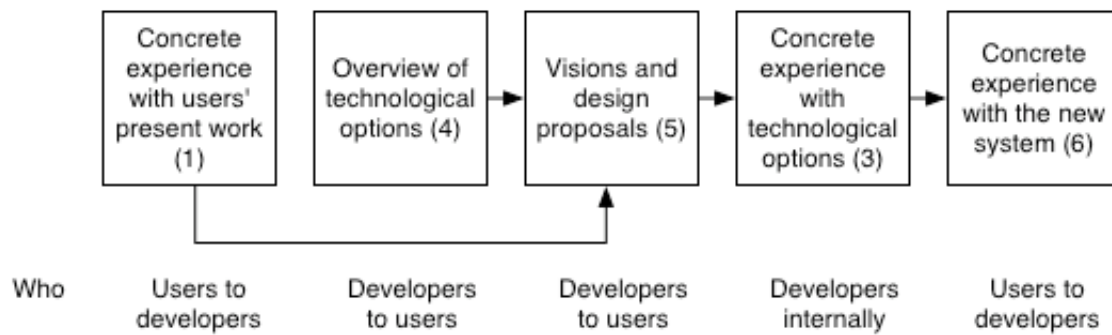 Concrete
experience
with users'
present work
(1)
Overview of
technological
options (4)
Visions and
design
proposals (5)
Concrete
experience
with
technological
options (3)
Concrete
experience
with the new
system (6)
Who
Users to
developers
Developers
to users
Developers
to users
Developers
internally
Users to
developers